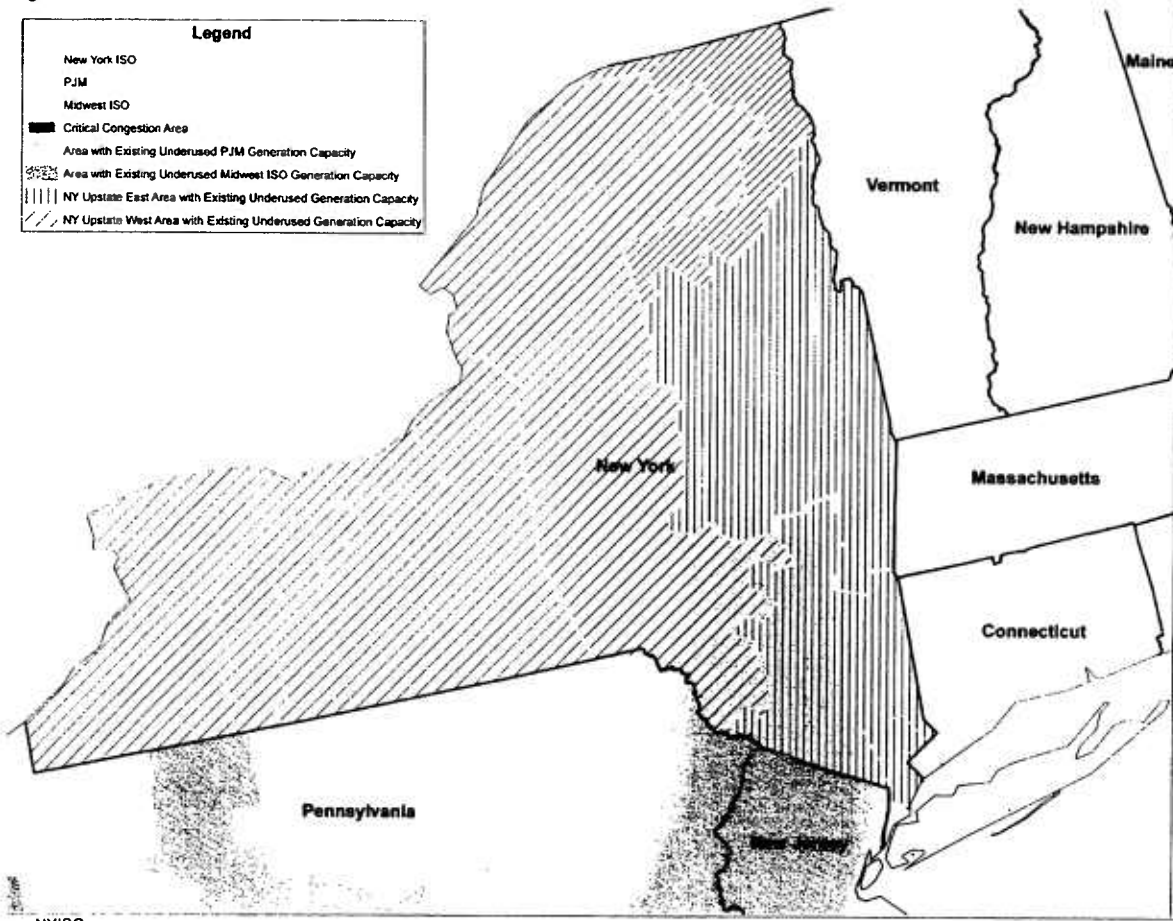 Legend
New York ISO
PJM
Midwest ISO
Critical Congestion Area
Area with Existing Underused PJM Generation Capacity
Area with Existing Underused Midwest ISO Generation Capacity
NY Upstate East Area with Existing Underused Generation Capacity
NY Upstate West Area with Existing Underused Generation Capacity
Maine
Vermont
New Hampshire
New York
Massachusetts
Connecticut
Pennsylvania
New Jersey